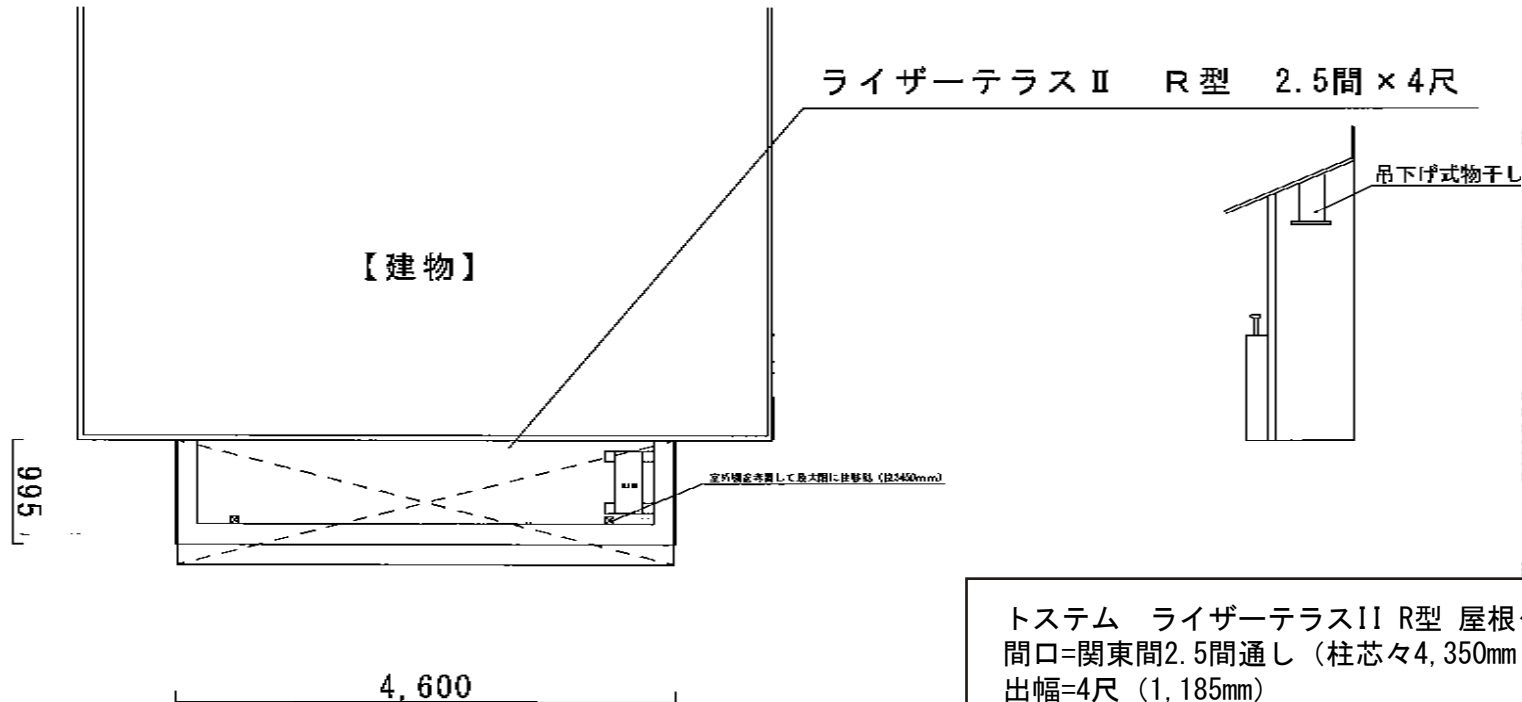 ライザーテラスⅡ R型 2.5間×4尺
吊下げ式物干し
【建物】
995
4,600
トステム ライザーテラスII R型 屋根
間口=関東間2.5間通し（柱芯々4,350mm
出幅=4尺（1,185mm）